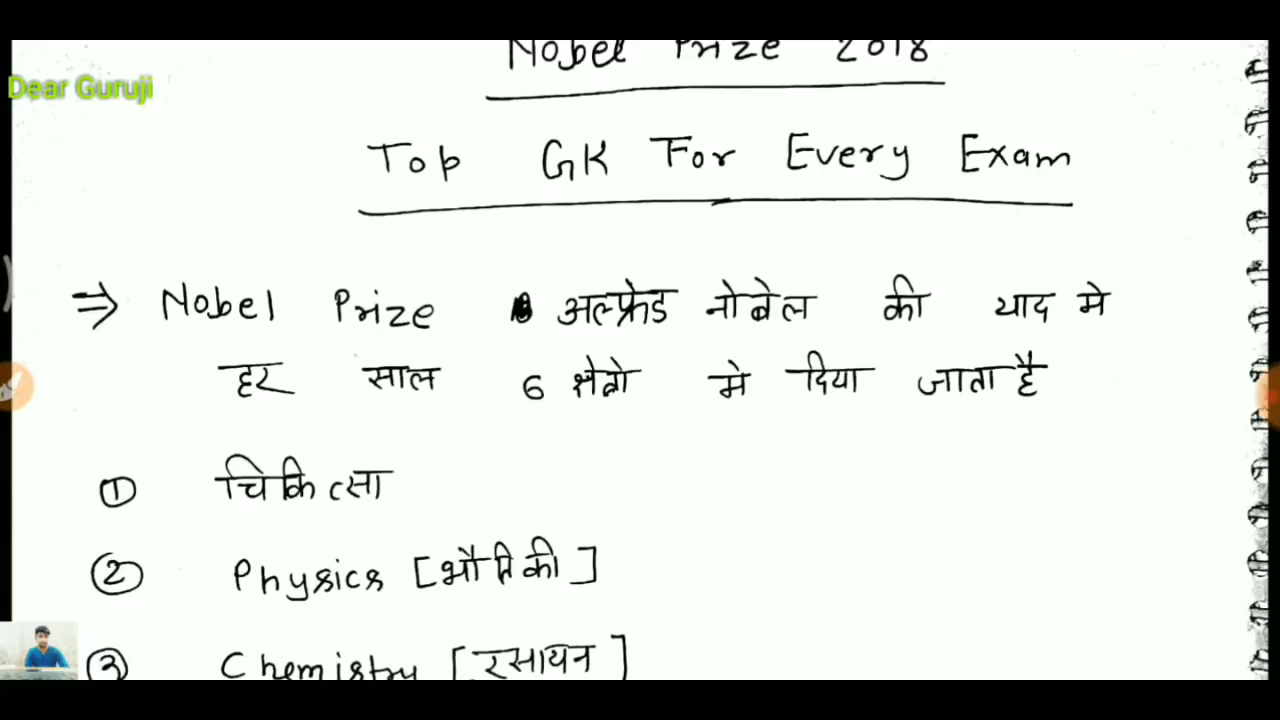 Nobel Prize 2018
Dear Guruji
Top GK For Every Exam
⇒ Nobel Prize अल्फ्रेड नोबेल की याद मे
हर साल 6 क्षेत्रो मे दिया जाता है
① चिकित्सा
② Physics [भौतिकी]
③ Chemistry [रसायन]